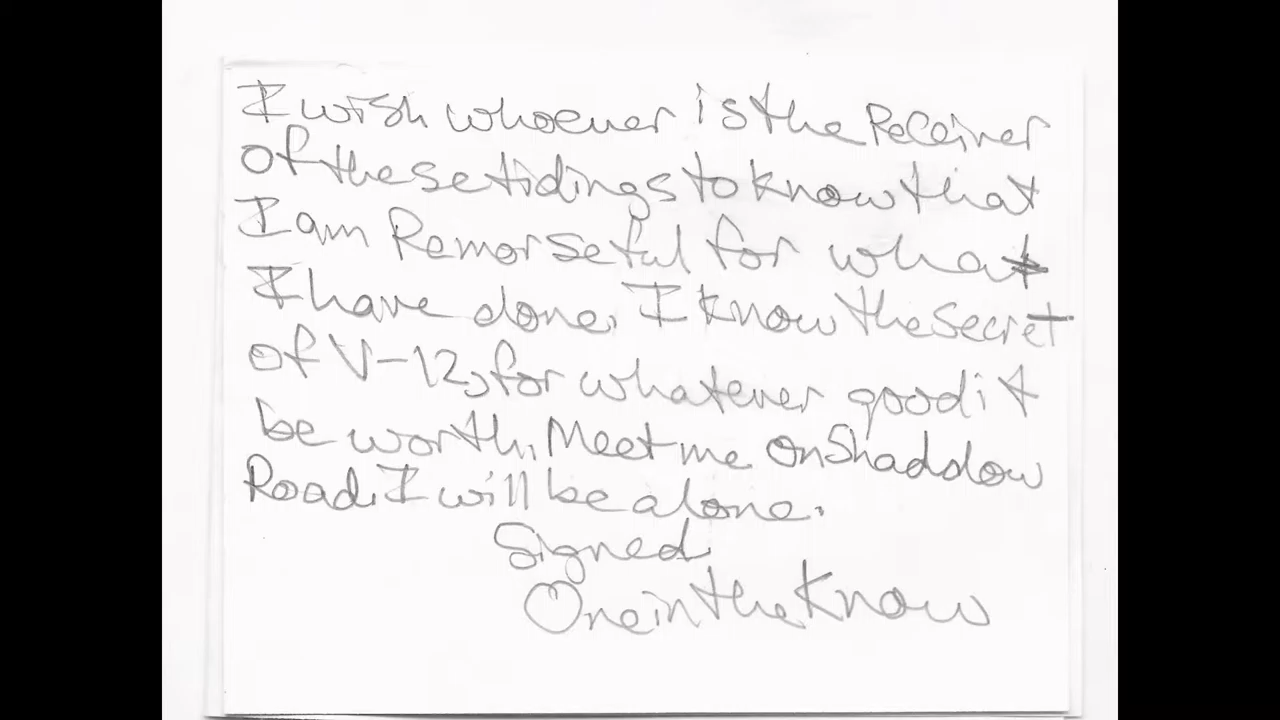 I wish whoever is the Receiver
Of these tidings to know that
I am Remorseful for what
I have done. I know the secret
of V-12, for whatever good it
be worth. Meet me on Shaddow
Road. I will be alone.
Signed
One in the Know